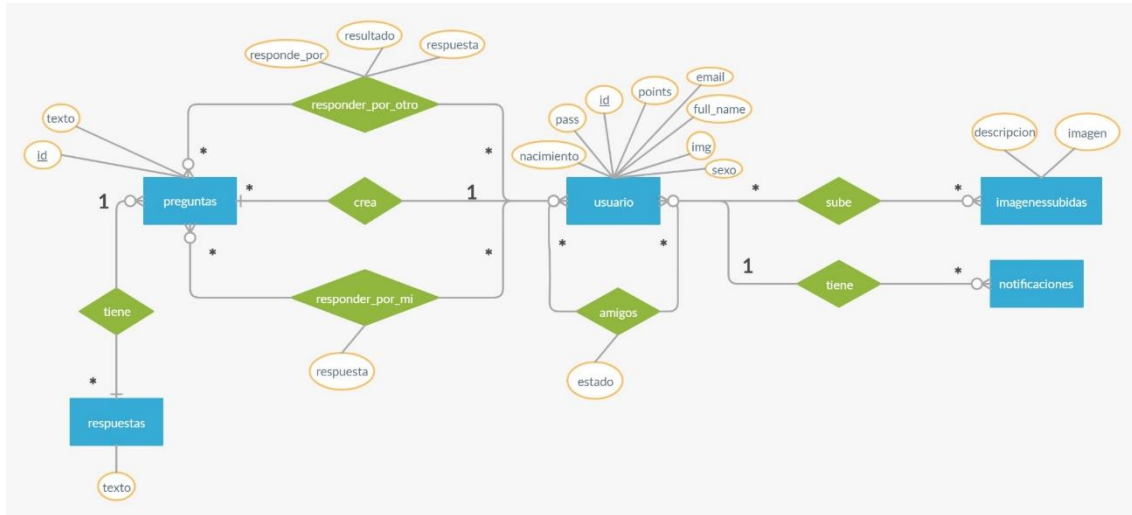 resultado
responde_por
respuesta
responder_por_otro
texto
id
*
*
preguntas
1
*
crea
1
*
responder_por_mi
*
respuesta
tiene
*
respuestas
texto
email
points
id
full_name
pass
img
nacimiento
sexo
usuario
*
*
amigos
estado
*
sube
*
descripcion
imagen
imagenessubidas
1
tiene
*
notificaciones